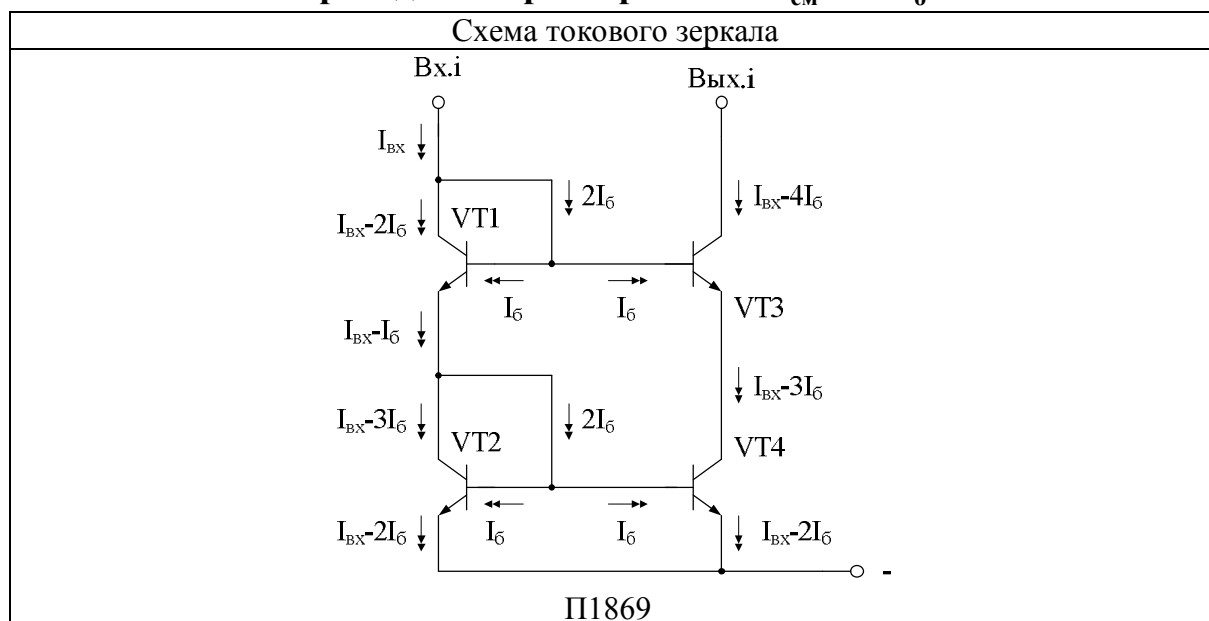 см б
Схема токового зеркала
Вх.i Вых.i
Iвх
2Iб Iвх-4Iб
Iвх-2Iб VT1
Iб Iб VT3
Iвх-Iб
Iвх-3Iб
Iвх-3Iб VT2 2Iб VT4
Iвх-2Iб Iб Iб Iвх-2Iб
-
П1869